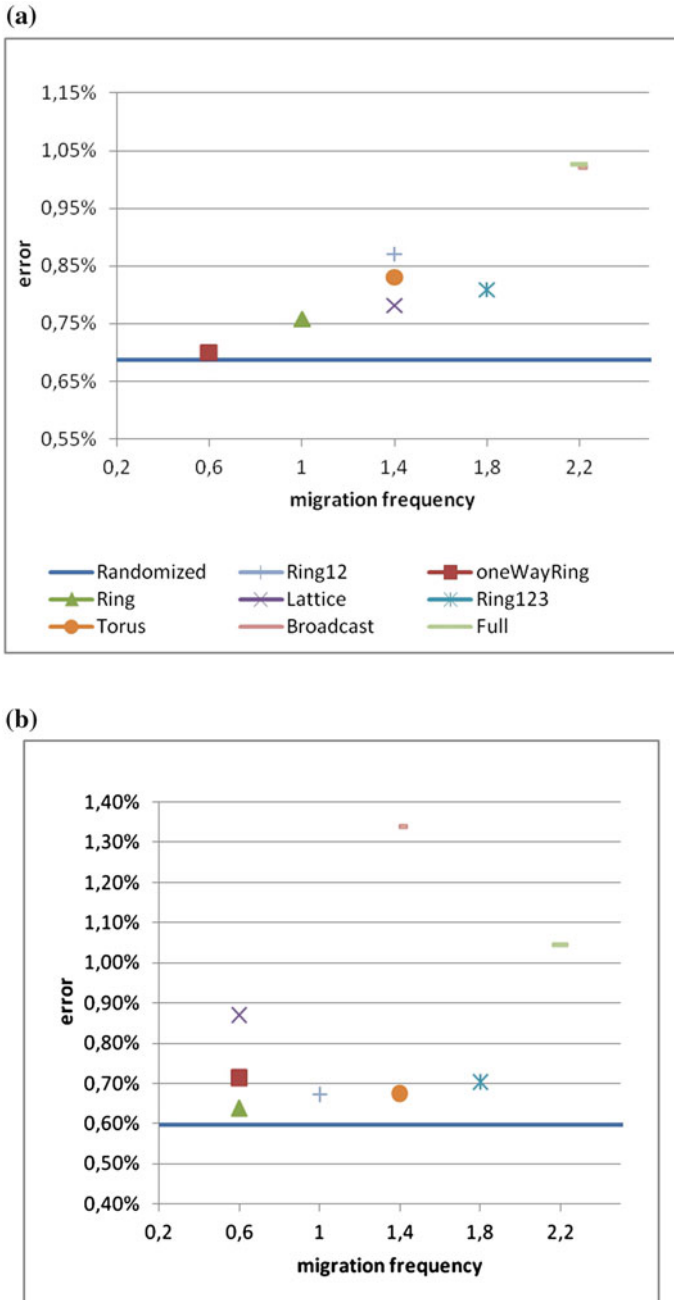 (a)
1,15%
1,05%
0,95%
0,85%
0,75%
0,65%
0,55%
error
0,2 0,6 1 1,4 1,8 2,2
migration frequency
Randomized Ring12 oneWayRing
Ring Lattice Ring123
Torus Broadcast Full
(b)
1,40%
1,30%
1,20%
1,10%
1,00%
0,90%
0,80%
0,70%
0,60%
0,50%
0,40%
error
0,2 0,6 1 1,4 1,8 2,2
migration frequency